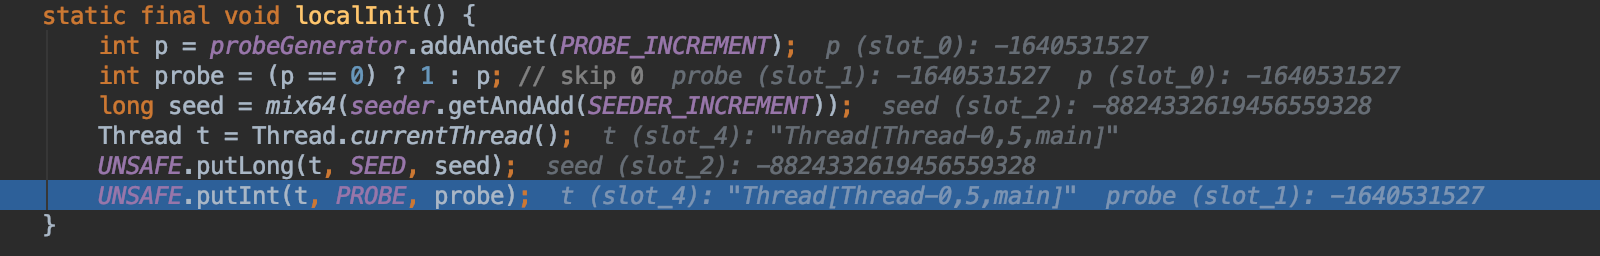 static final void localInit() {
int p = probeGenerator.addAndGet(PROBE_INCREMENT); p (slot_0): -1640531527
int probe = (p == 0) ? 1 : p; // skip 0 probe (slot_1): -1640531527 p (slot_0): -1640531527
long seed = mix64(seeder.getAndAdd(SEEDER_INCREMENT)); seed (slot_2): -8824332619456559328
Thread t = Thread.currentThread(); t (slot_4): "Thread[Thread-0,5,main]"
UNSAFE.putLong(t, SEED, seed); seed (slot_2): -8824332619456559328
UNSAFE.putInt(t, PROBE, probe); t (slot_4): "Thread[Thread-0,5,main]" probe (slot_1): -1640531527
}